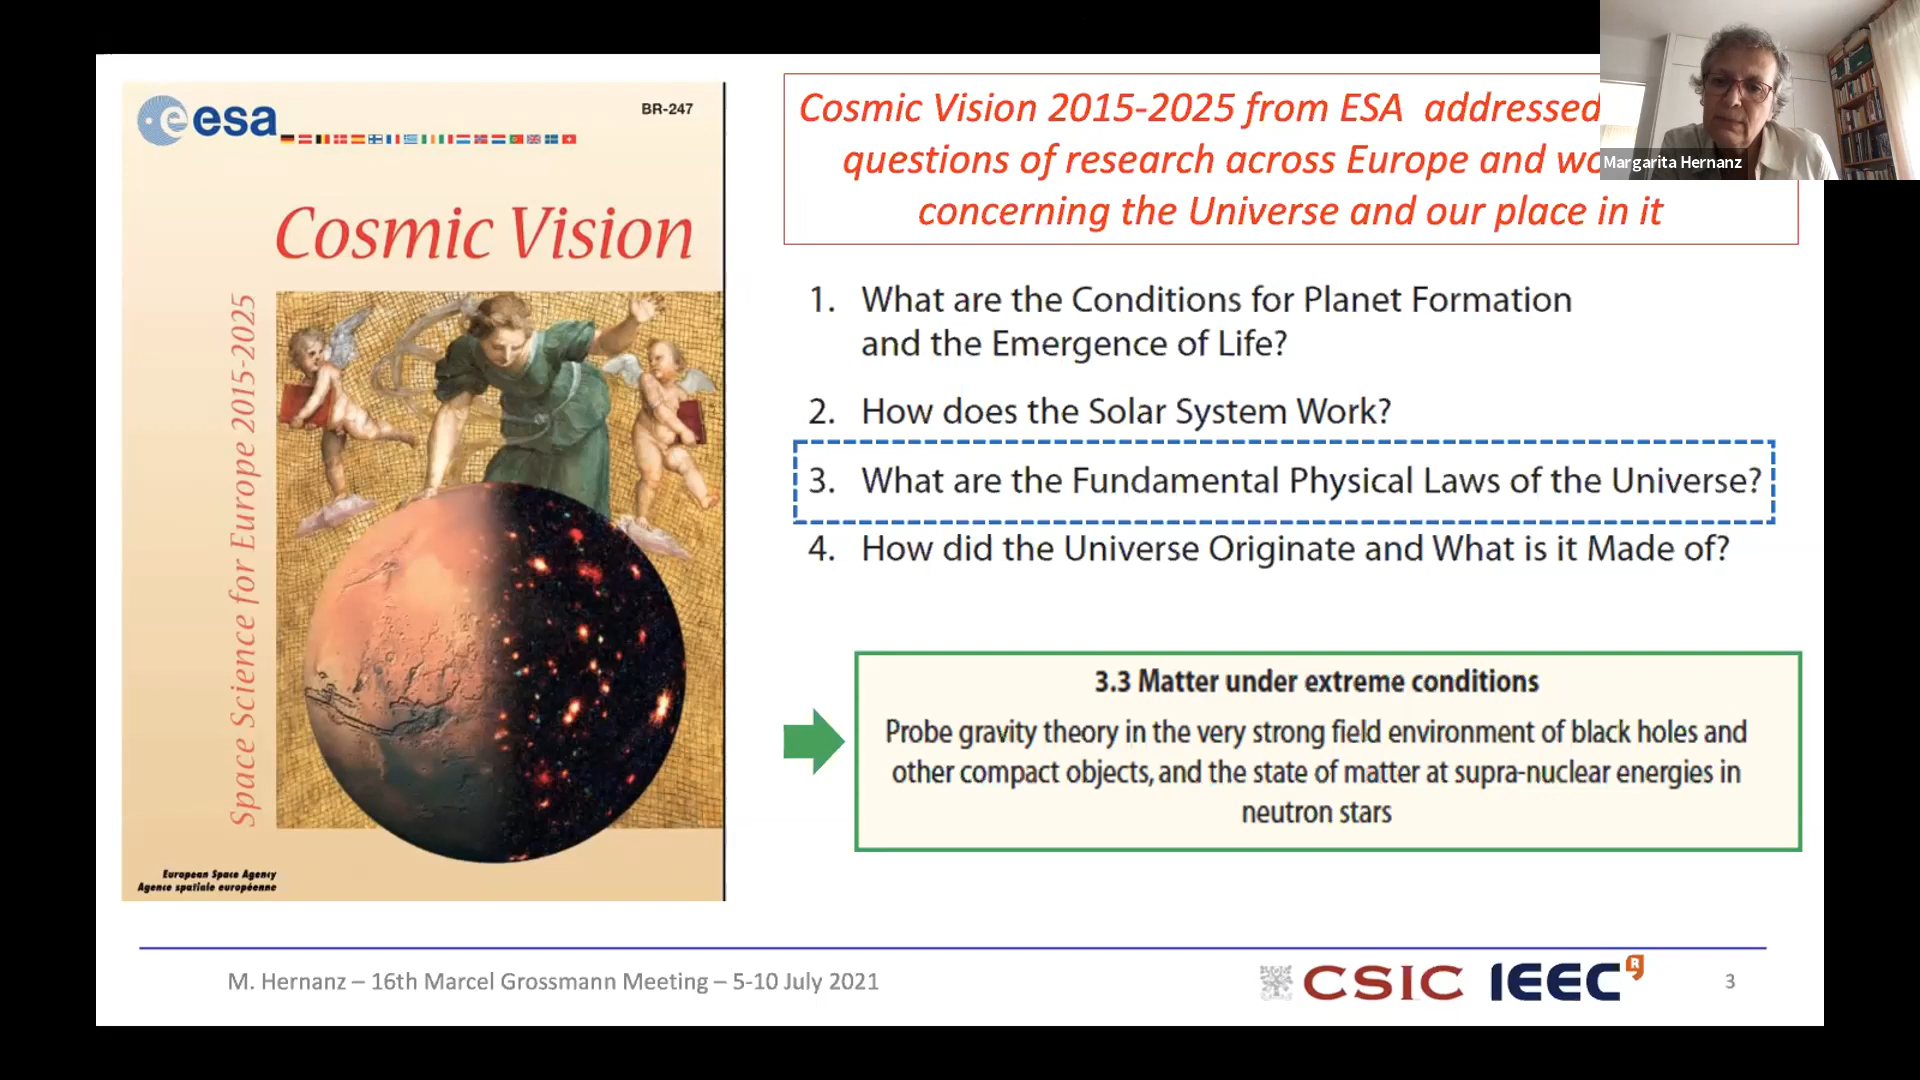 esa
BR-247
Cosmic Vision
Space Science for Europe 2015-2025
European Space Agency
Agence spatiale européenne
Cosmic Vision 2015-2025 from ESA addressed
questions of research across Europe and
concerning the Universe and our place in it
Margarita Hernanz
1. What are the Conditions for Planet Formation
and the Emergence of Life?
2. How does the Solar System Work?
3. What are the Fundamental Physical Laws of the Universe?
4. How did the Universe Originate and What is it Made of?
3.3 Matter under extreme conditions
Probe gravity theory in the very strong field environment of black holes and
other compact objects, and the state of matter at supra-nuclear energies in
neutron stars
M. Hernanz – 16th Marcel Grossmann Meeting – 5-10 July 2021
CSIC IEEC R
3